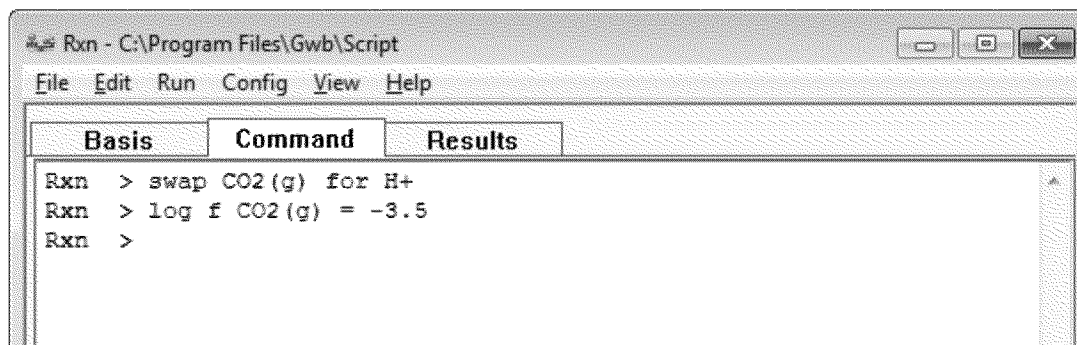 Rxn - C:\Program Files\Gwb\Script
File Edit Run Config View Help
Basis Command Results
Rxn > swap CO2(g) for H+
Rxn > log f CO2(g) = -3.5
Rxn >